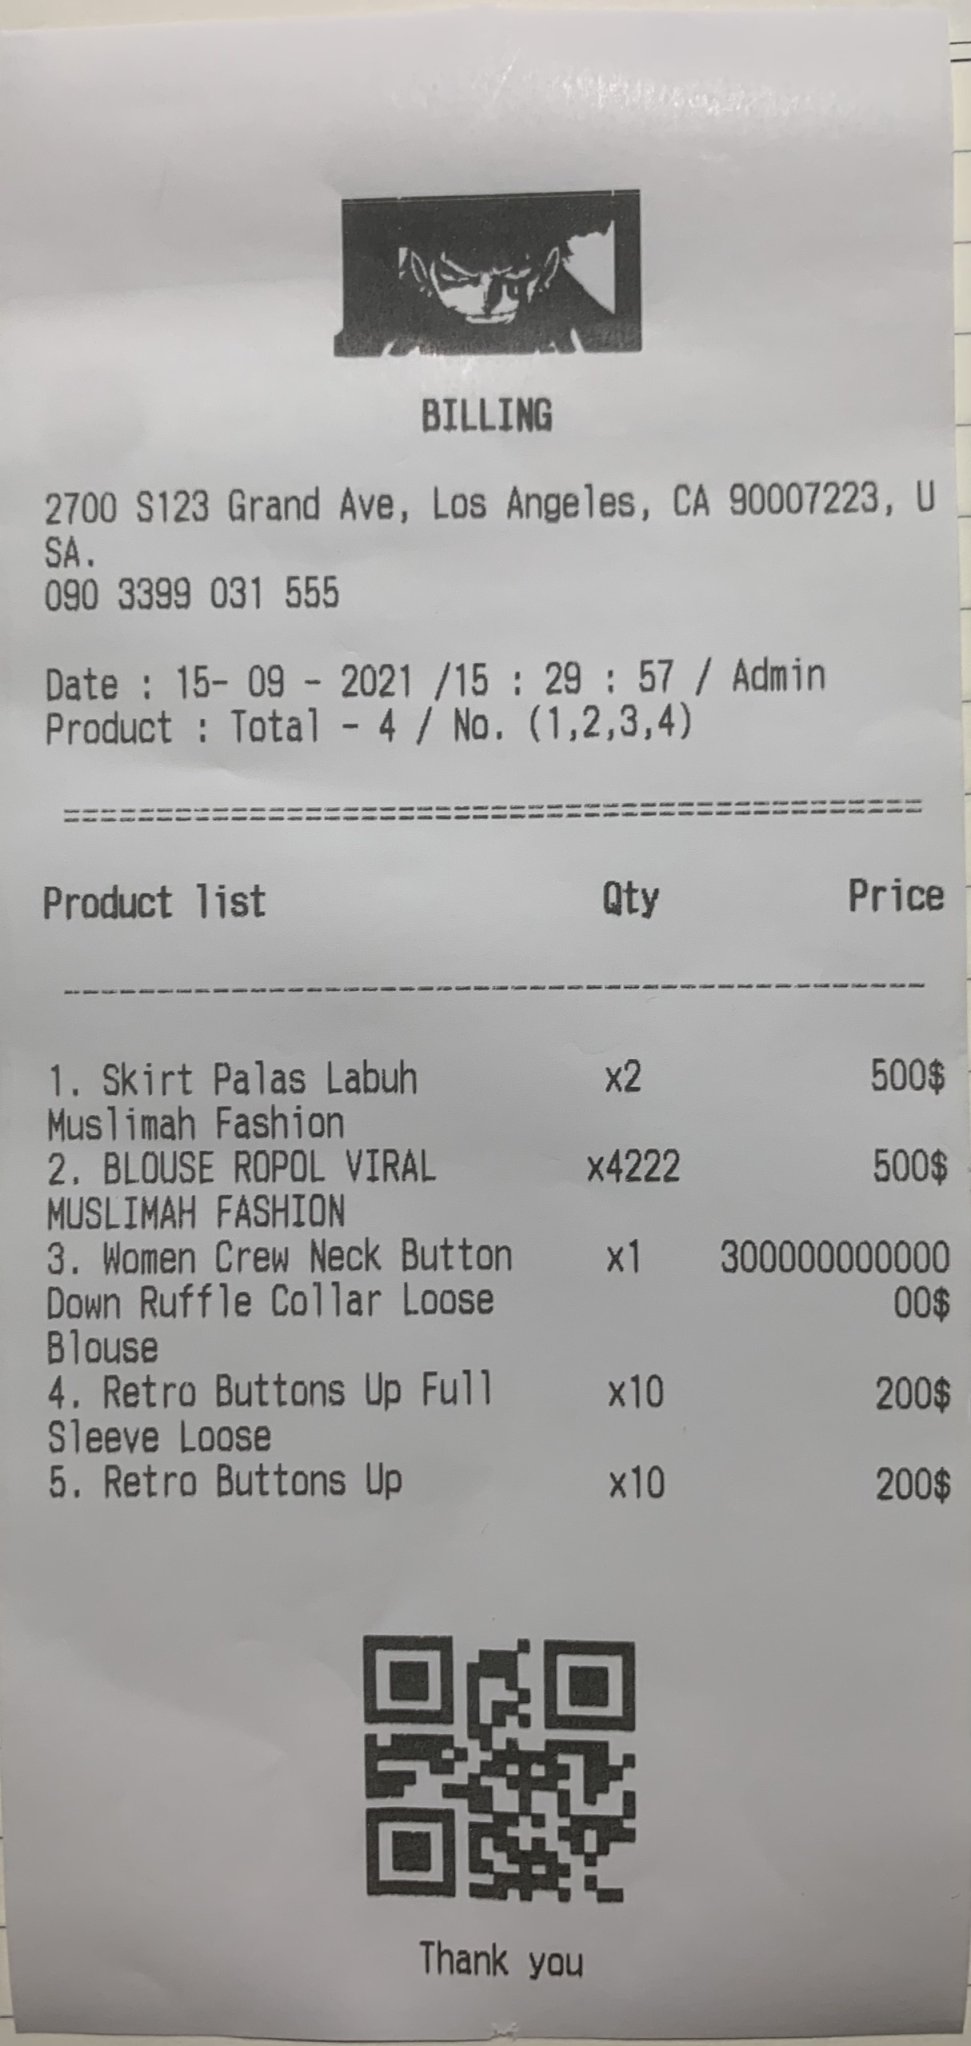 BILLING
2700 S123 Grand Ave, Los Angeles, CA 90007223, U
SA.
090 3399 031 555
Date : 15- 09 - 2021 /15 : 29 : 57 / Admin
Product : Total - 4 / No. (1,2,3,4)
==============================================
Product list Qty Price
----------------------------------------------
1. Skirt Palas Labuh x2 500$
Muslimah Fashion
2. BLOUSE ROPOL VIRAL x4222 500$
MUSLIMAH FASHION
3. Women Crew Neck Button x1 300000000000
Down Ruffle Collar Loose 00$
Blouse
4. Retro Buttons Up Full x10 200$
Sleeve Loose
5. Retro Buttons Up x10 200$
Thank you